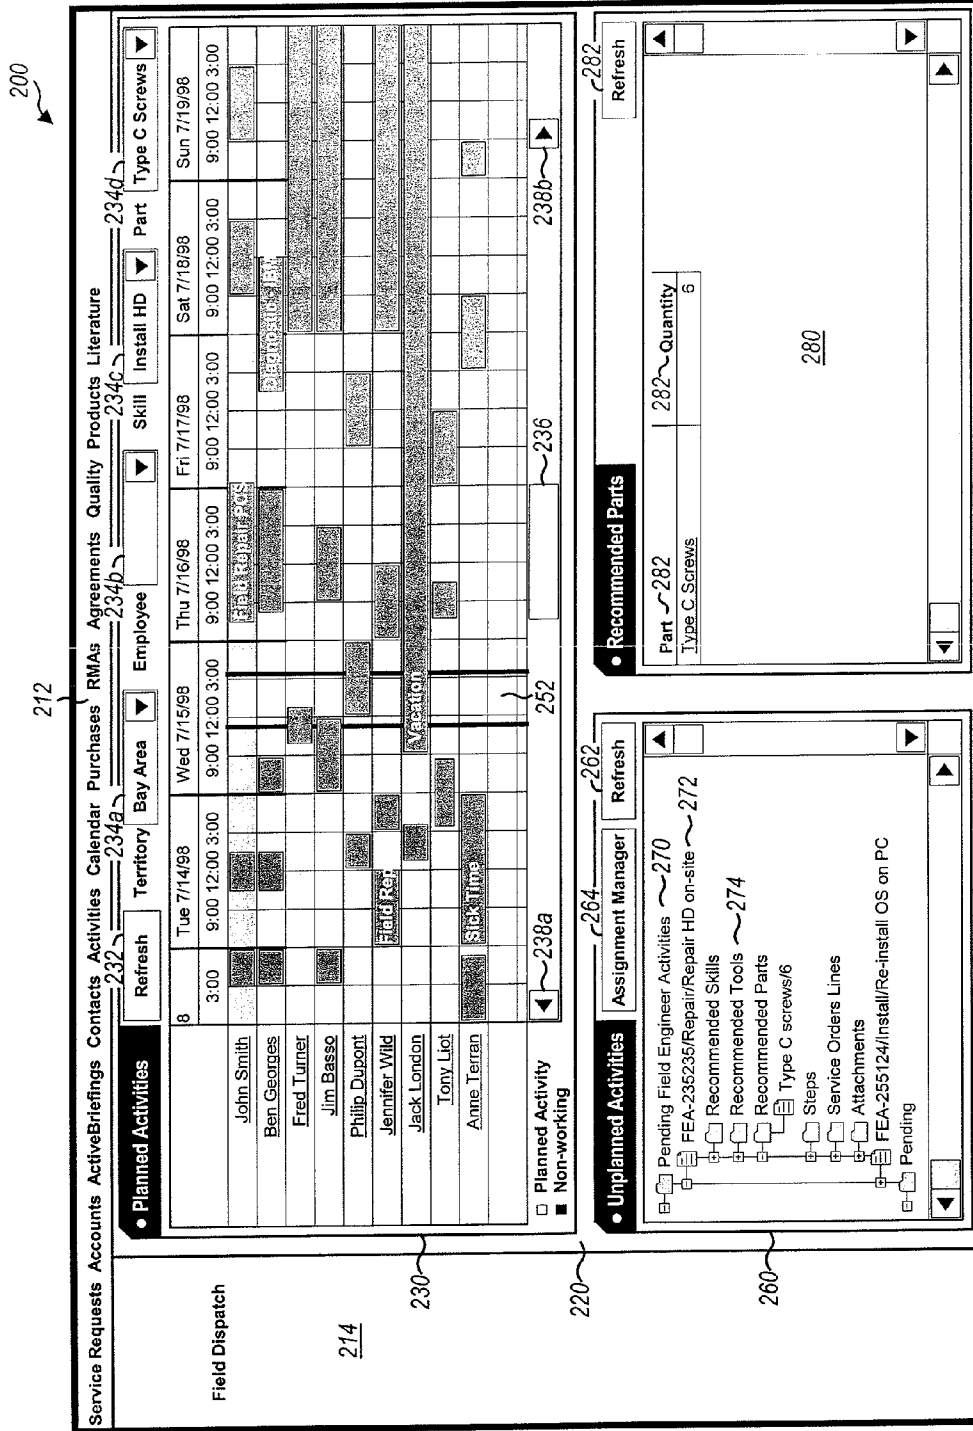 200
212
Service Requests Accounts ActiveBriefings Contacts Activities Calendar Purchases RMAs Agreements Quality Products Literature
232 234a 234b 234c 234d
Planned Activities Refresh Territory Bay Area Employee Skill Install HD Part Type C Screws
8 Tue 7/14/98 Wed 7/15/98 Thu 7/16/98 Fri 7/17/98 Sat 7/18/98 Sun 7/19/98
3:00 9:00 12:00 3:00 9:00 12:00 3:00 9:00 12:00 3:00 9:00 12:00 3:00 9:00 12:00 3:00 9:00 12:00 3:00
John Smith Field Repair POS
Ben Georges Diagnostic IBM
Fred Turner
Jim Basso
Philip Dupont
Jennifer Wild Field Rep
Jack London Vacation
Tony Liot
Anne Terran Sick Time
Planned Activity
Non-working
238a 252 236 238b
Field Dispatch
214
230
220
260
264 262 282
Unplanned Activities Assignment Manager Refresh
Pending Field Engineer Activities 270
FEA-235235/Repair/Repair HD on-site 272
Recommended Skills
Recommended Tools 274
Recommended Parts
Type C screws/6
Steps
Service Orders Lines
Attachments
FEA-255124/Install/Re-install OS on PC
Pending
Recommended Parts Refresh
Part 282 282 Quantity
Type C Screws 6
280